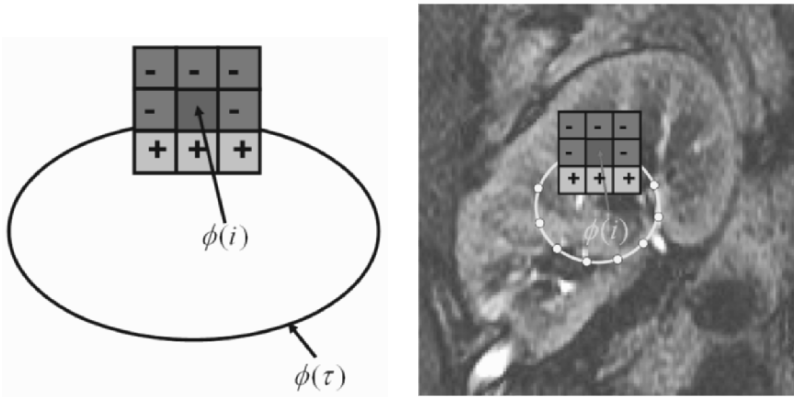 - - -
- -
+ + +
ϕ(i)
ϕ(τ)
- - -
- -
+ + +
ϕ(i)